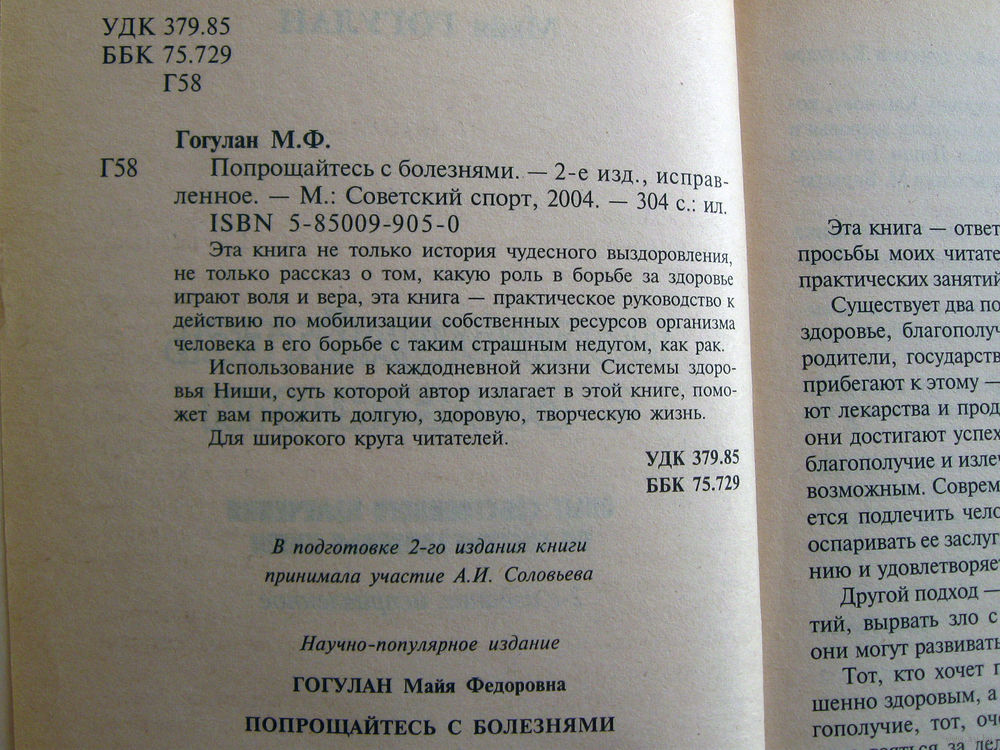 УДК 379.85
ББК 75.729
Г58
Гогулан М.Ф.
Г58 Попрощайтесь с болезнями. — 2-е изд., исправ-
ленное. — М.: Советский спорт, 2004. — 304 с.: ил.
ISBN 5-85009-905-0
Эта книга не только история чудесного выздоровления,
не только рассказ о том, какую роль в борьбе за здоровье
играют воля и вера, эта книга — практическое руководство к
действию по мобилизации собственных ресурсов организма
человека в его борьбе с таким страшным недугом, как рак.
Использование в каждодневной жизни Системы здоро-
вья Ниши, суть которой автор излагает в этой книге, помо-
жет вам прожить долгую, здоровую, творческую жизнь.
Для широкого круга читателей.
УДК 379.85
ББК 75.729
В подготовке 2-го издания книги
принимала участие А.И. Соловьева
Научно-популярное издание
ГОГУЛАН Майя Федоровна
ПОПРОЩАЙТЕСЬ С БОЛЕЗНЯМИ
Эта книга — ответ
просьбы моих читате
практических занятий
Существует два по
здоровье, благополуч
родители, государств
прибегают к этому —
ют лекарства и прод
они достигают успех
благополучие и излеч
возможным. Соврем
ется подлечить чело
оспаривать ее заслуг
нию и удовлетворяе
Другой подход —
тий, вырвать зло с
они могут развивать
Тот, кто хочет п
шенно здоровым, а
гополучие, тот, оче